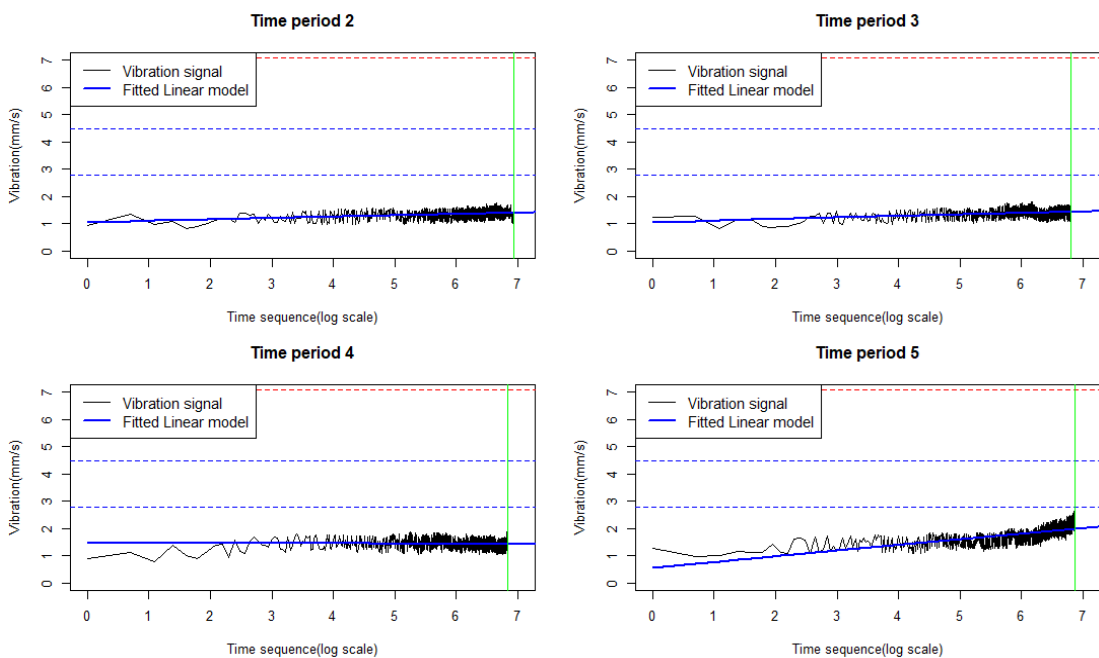 Time period 2
Vibration(mm/s)
7
6
5
4
3
2
1
0
Vibration signal
Fitted Linear model
0 1 2 3 4 5 6 7
Time sequence(log scale)
Time period 3
Vibration(mm/s)
7
6
5
4
3
2
1
0
Vibration signal
Fitted Linear model
0 1 2 3 4 5 6 7
Time sequence(log scale)
Time period 4
Vibration(mm/s)
7
6
5
4
3
2
1
0
Vibration signal
Fitted Linear model
0 1 2 3 4 5 6 7
Time sequence(log scale)
Time period 5
Vibration(mm/s)
7
6
5
4
3
2
1
0
Vibration signal
Fitted Linear model
0 1 2 3 4 5 6 7
Time sequence(log scale)